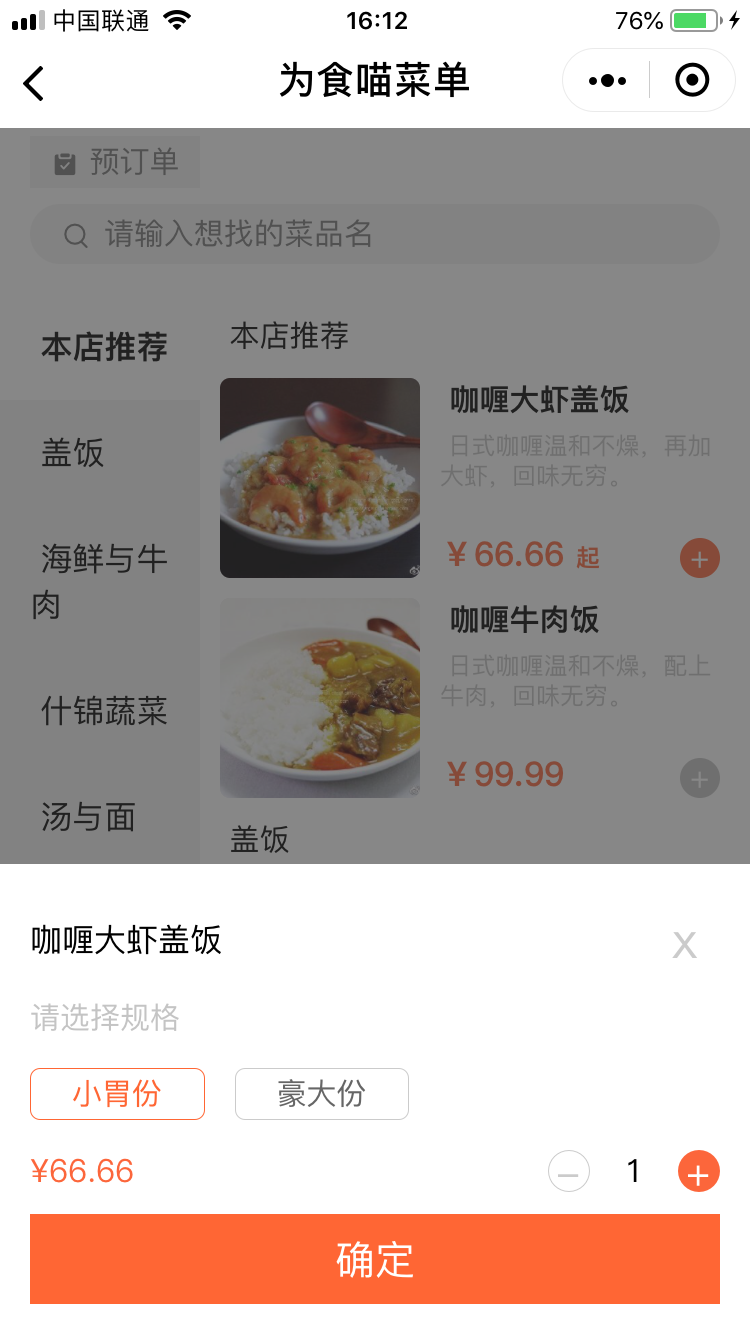 中国联通 16:12 76%
为食喵菜单
预订单
请输入想找的菜品名
本店推荐
盖饭
海鲜与牛
肉
什锦蔬菜
汤与面
本店推荐
咖喱大虾盖饭
日式咖喱温和不燥，再加
大虾，回味无穷。
¥ 66.66 起
咖喱牛肉饭
日式咖喱温和不燥，配上
牛肉，回味无穷。
¥ 99.99
盖饭
咖喱大虾盖饭 X
请选择规格
小胃份 豪大份
¥66.66 1
确定